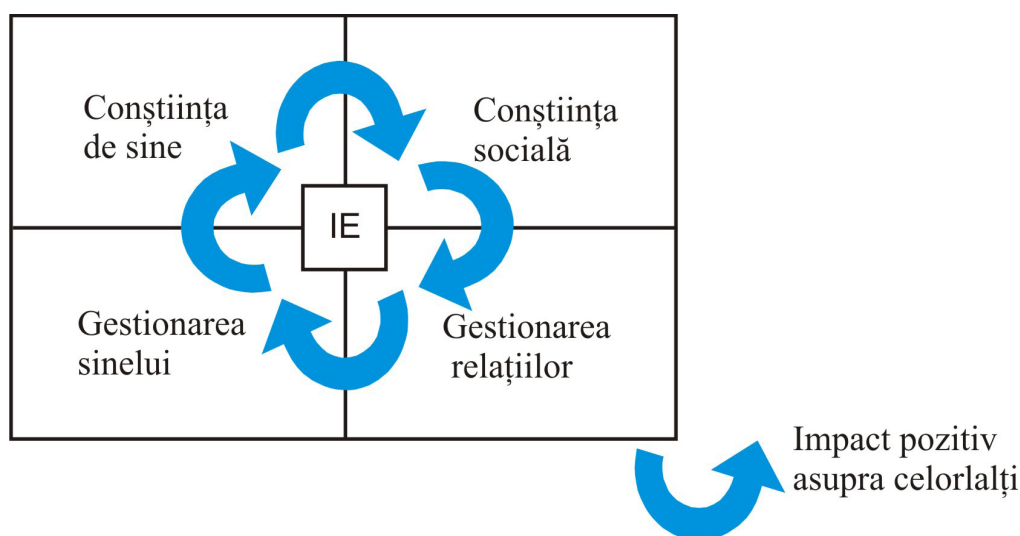 Conștiința
de sine
Conștiința
socială
IE
Gestionarea
sinelui
Gestionarea
relațiilor
Impact pozitiv
asupra celorlalți